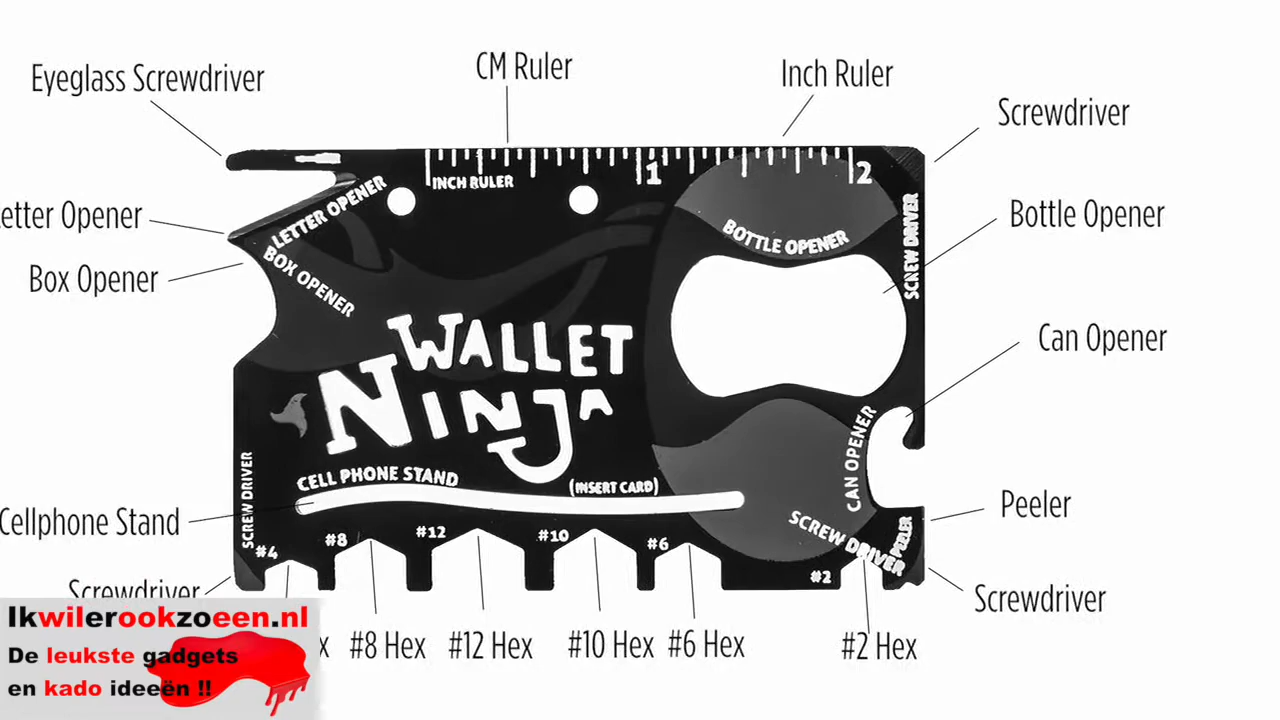 CM Ruler
Inch Ruler
Eyeglass Screwdriver
Screwdriver
1
2
INCH RULER
LETTER OPENER
SCREW DRIVER
etter Opener
Bottle Opener
BOTTLE OPENER
BOX OPENER
Box Opener
WALLET
NINJA
Can Opener
CAN OPENER
SCREW DRIVER
CELL PHONE STAND
(INSERT CARD)
Cellphone Stand
Peeler
SCREW DRIVER
PEELER
#4
#8
#12
#10
#6
#2
Screwdriver
Screwdriver
x
#8 Hex
#12 Hex
#10 Hex
#6 Hex
#2 Hex
Ikwilerookzoeen.nl
De leukste gadgets
en kado ideeën !!